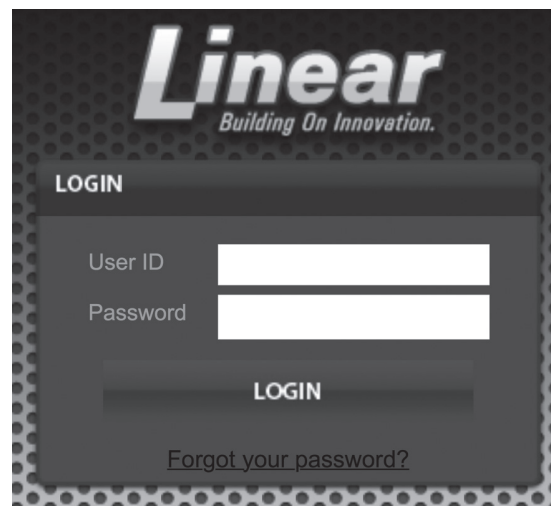 Linear
Building On Innovation.
LOGIN
User ID
Password
LOGIN
Forgot your password?